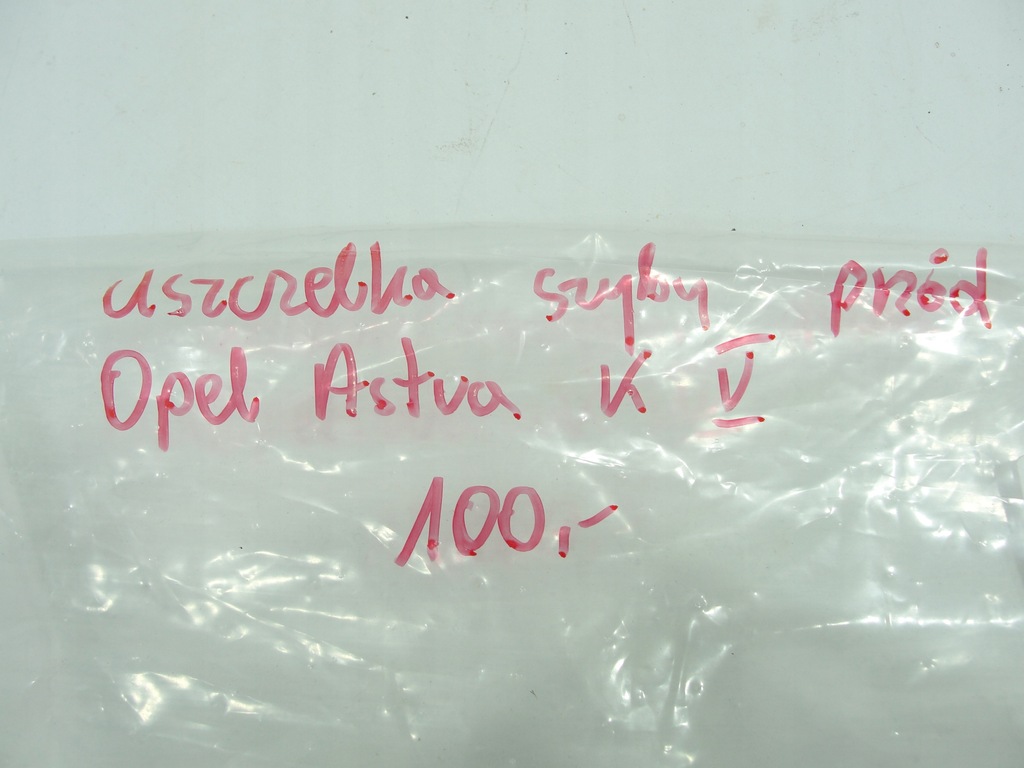 uszczelka szyby przód
Opel Astra K V
100,-